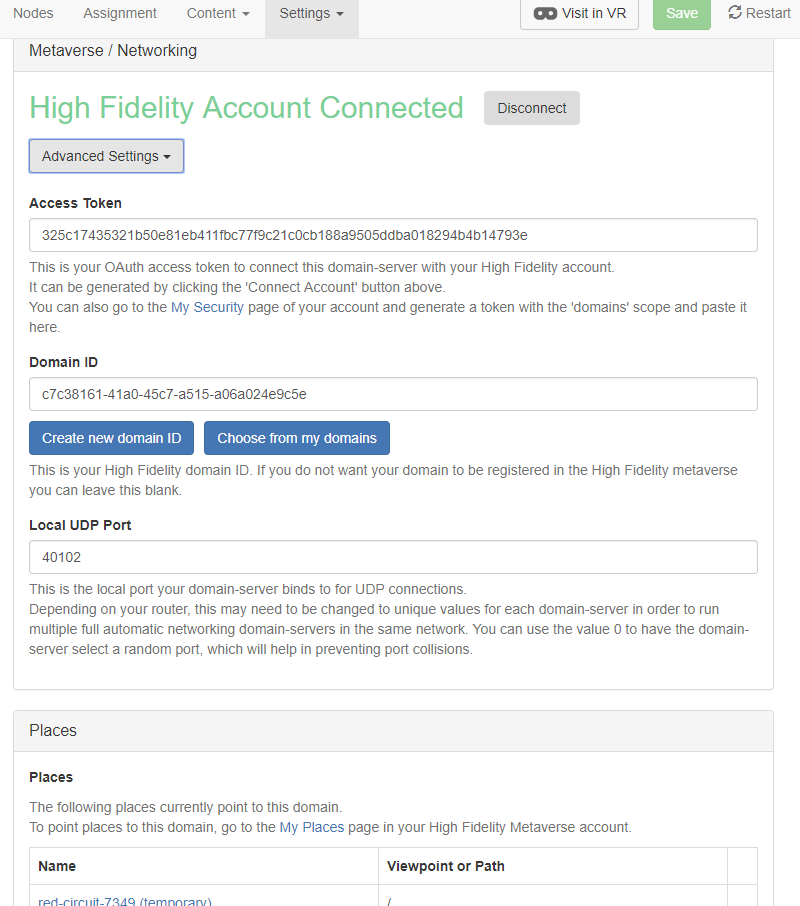 Nodes Assignment Content Settings Visit in VR Save Restart
Metaverse / Networking
High Fidelity Account Connected Disconnect
Advanced Settings
Access Token
325c17435321b50e81eb411fbc77f9c21c0cb188a9505ddba018294b4b14793e
This is your OAuth access token to connect this domain-server with your High Fidelity account.
It can be generated by clicking the 'Connect Account' button above.
You can also go to the My Security page of your account and generate a token with the 'domains' scope and paste it
here.
Domain ID
c7c38161-41a0-45c7-a515-a06a024e9c5e
Create new domain ID Choose from my domains
This is your High Fidelity domain ID. If you do not want your domain to be registered in the High Fidelity metaverse
you can leave this blank.
Local UDP Port
40102
This is the local port your domain-server binds to for UDP connections.
Depending on your router, this may need to be changed to unique values for each domain-server in order to run
multiple full automatic networking domain-servers in the same network. You can use the value 0 to have the domain-
server select a random port, which will help in preventing port collisions.
Places
Places
The following places currently point to this domain.
To point places to this domain, go to the My Places page in your High Fidelity Metaverse account.
Name Viewpoint or Path
red-circuit-7349 (temporary) /